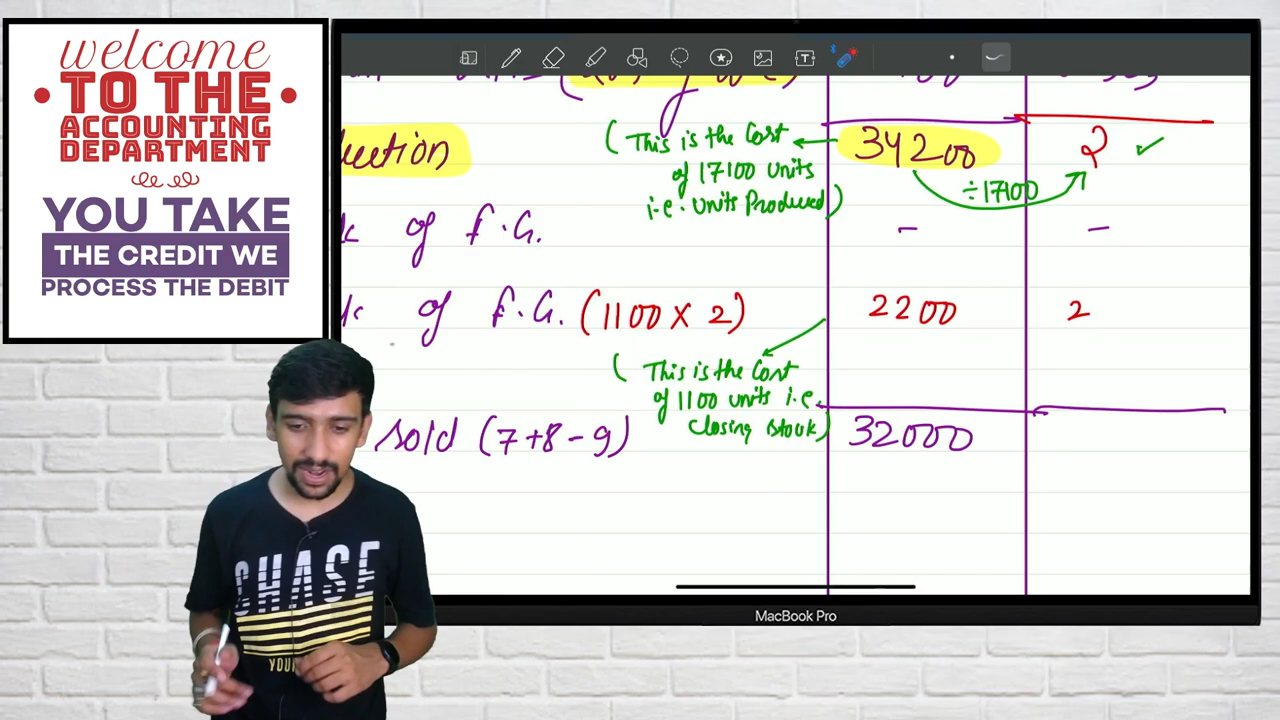 welcome
TO THE
ACCOUNTING
DEPARTMENT
YOU TAKE
THE CREDIT WE
PROCESS THE DEBIT
(This is the Cost
of 17100 units
i.e. units Produced)
34200
2
÷17100
of F.G.
-
-
of F.G. (1100 x 2)
2200
2
(This is the Cost
of 1100 units i.e.
closing stock)
sold (7+8-9)
32000
MacBook Pro
CHASE
YOU